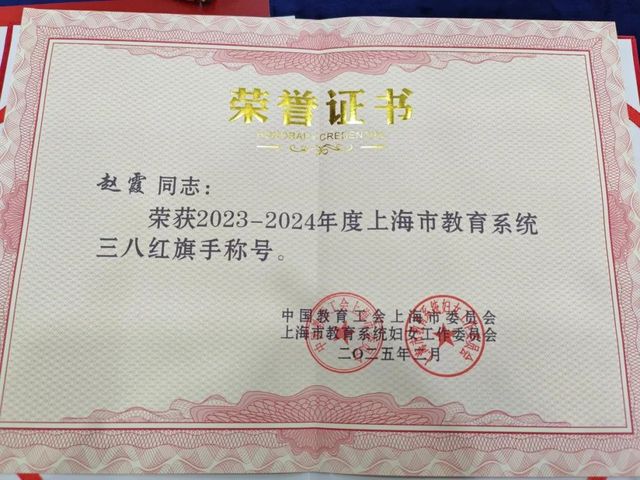 荣誉证书
HONORABLE CREDENTIAL
赵霞 同志：
荣获2023-2024年度上海市教育系统
三八红旗手称号。
中国教育工会上海市委员会
上海市教育系统妇女工作委员会
二〇二五年二月